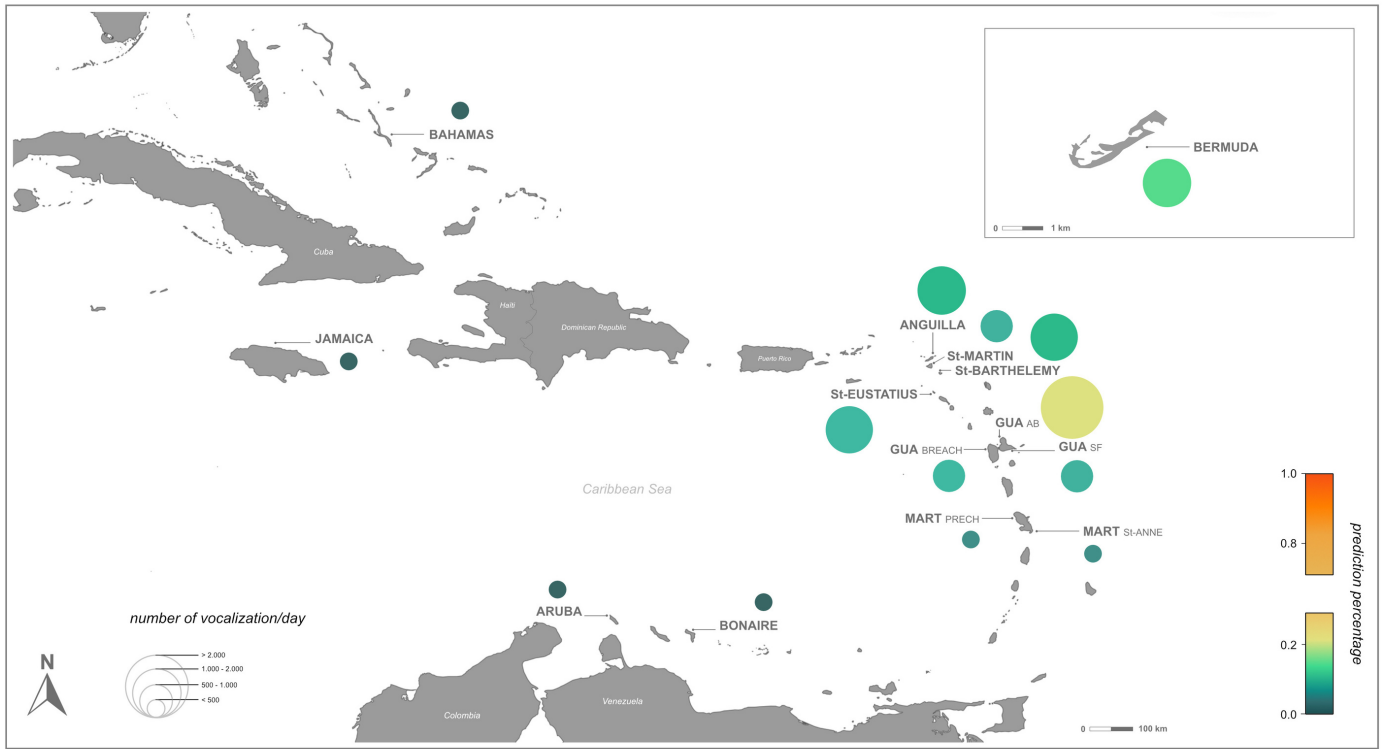 BAHAMAS
BERMUDA
0 1 km
Cuba
Haïti
Dominican Republic
ANGUILLA
JAMAICA
St-MARTIN
Puerto Rico
St-BARTHELEMY
St-EUSTATIUS
GUA AB
GUA BREACH
GUA SF
Caribbean Sea
1.0
MART PRECH
MART St-ANNE
0.8
prediction percentage
ARUBA
BONAIRE
number of vocalization/day
> 2.000
1.000 - 2.000
500 - 1.000
< 500
N
0.2
0.0
Venezuela
Colombia
0 100 km